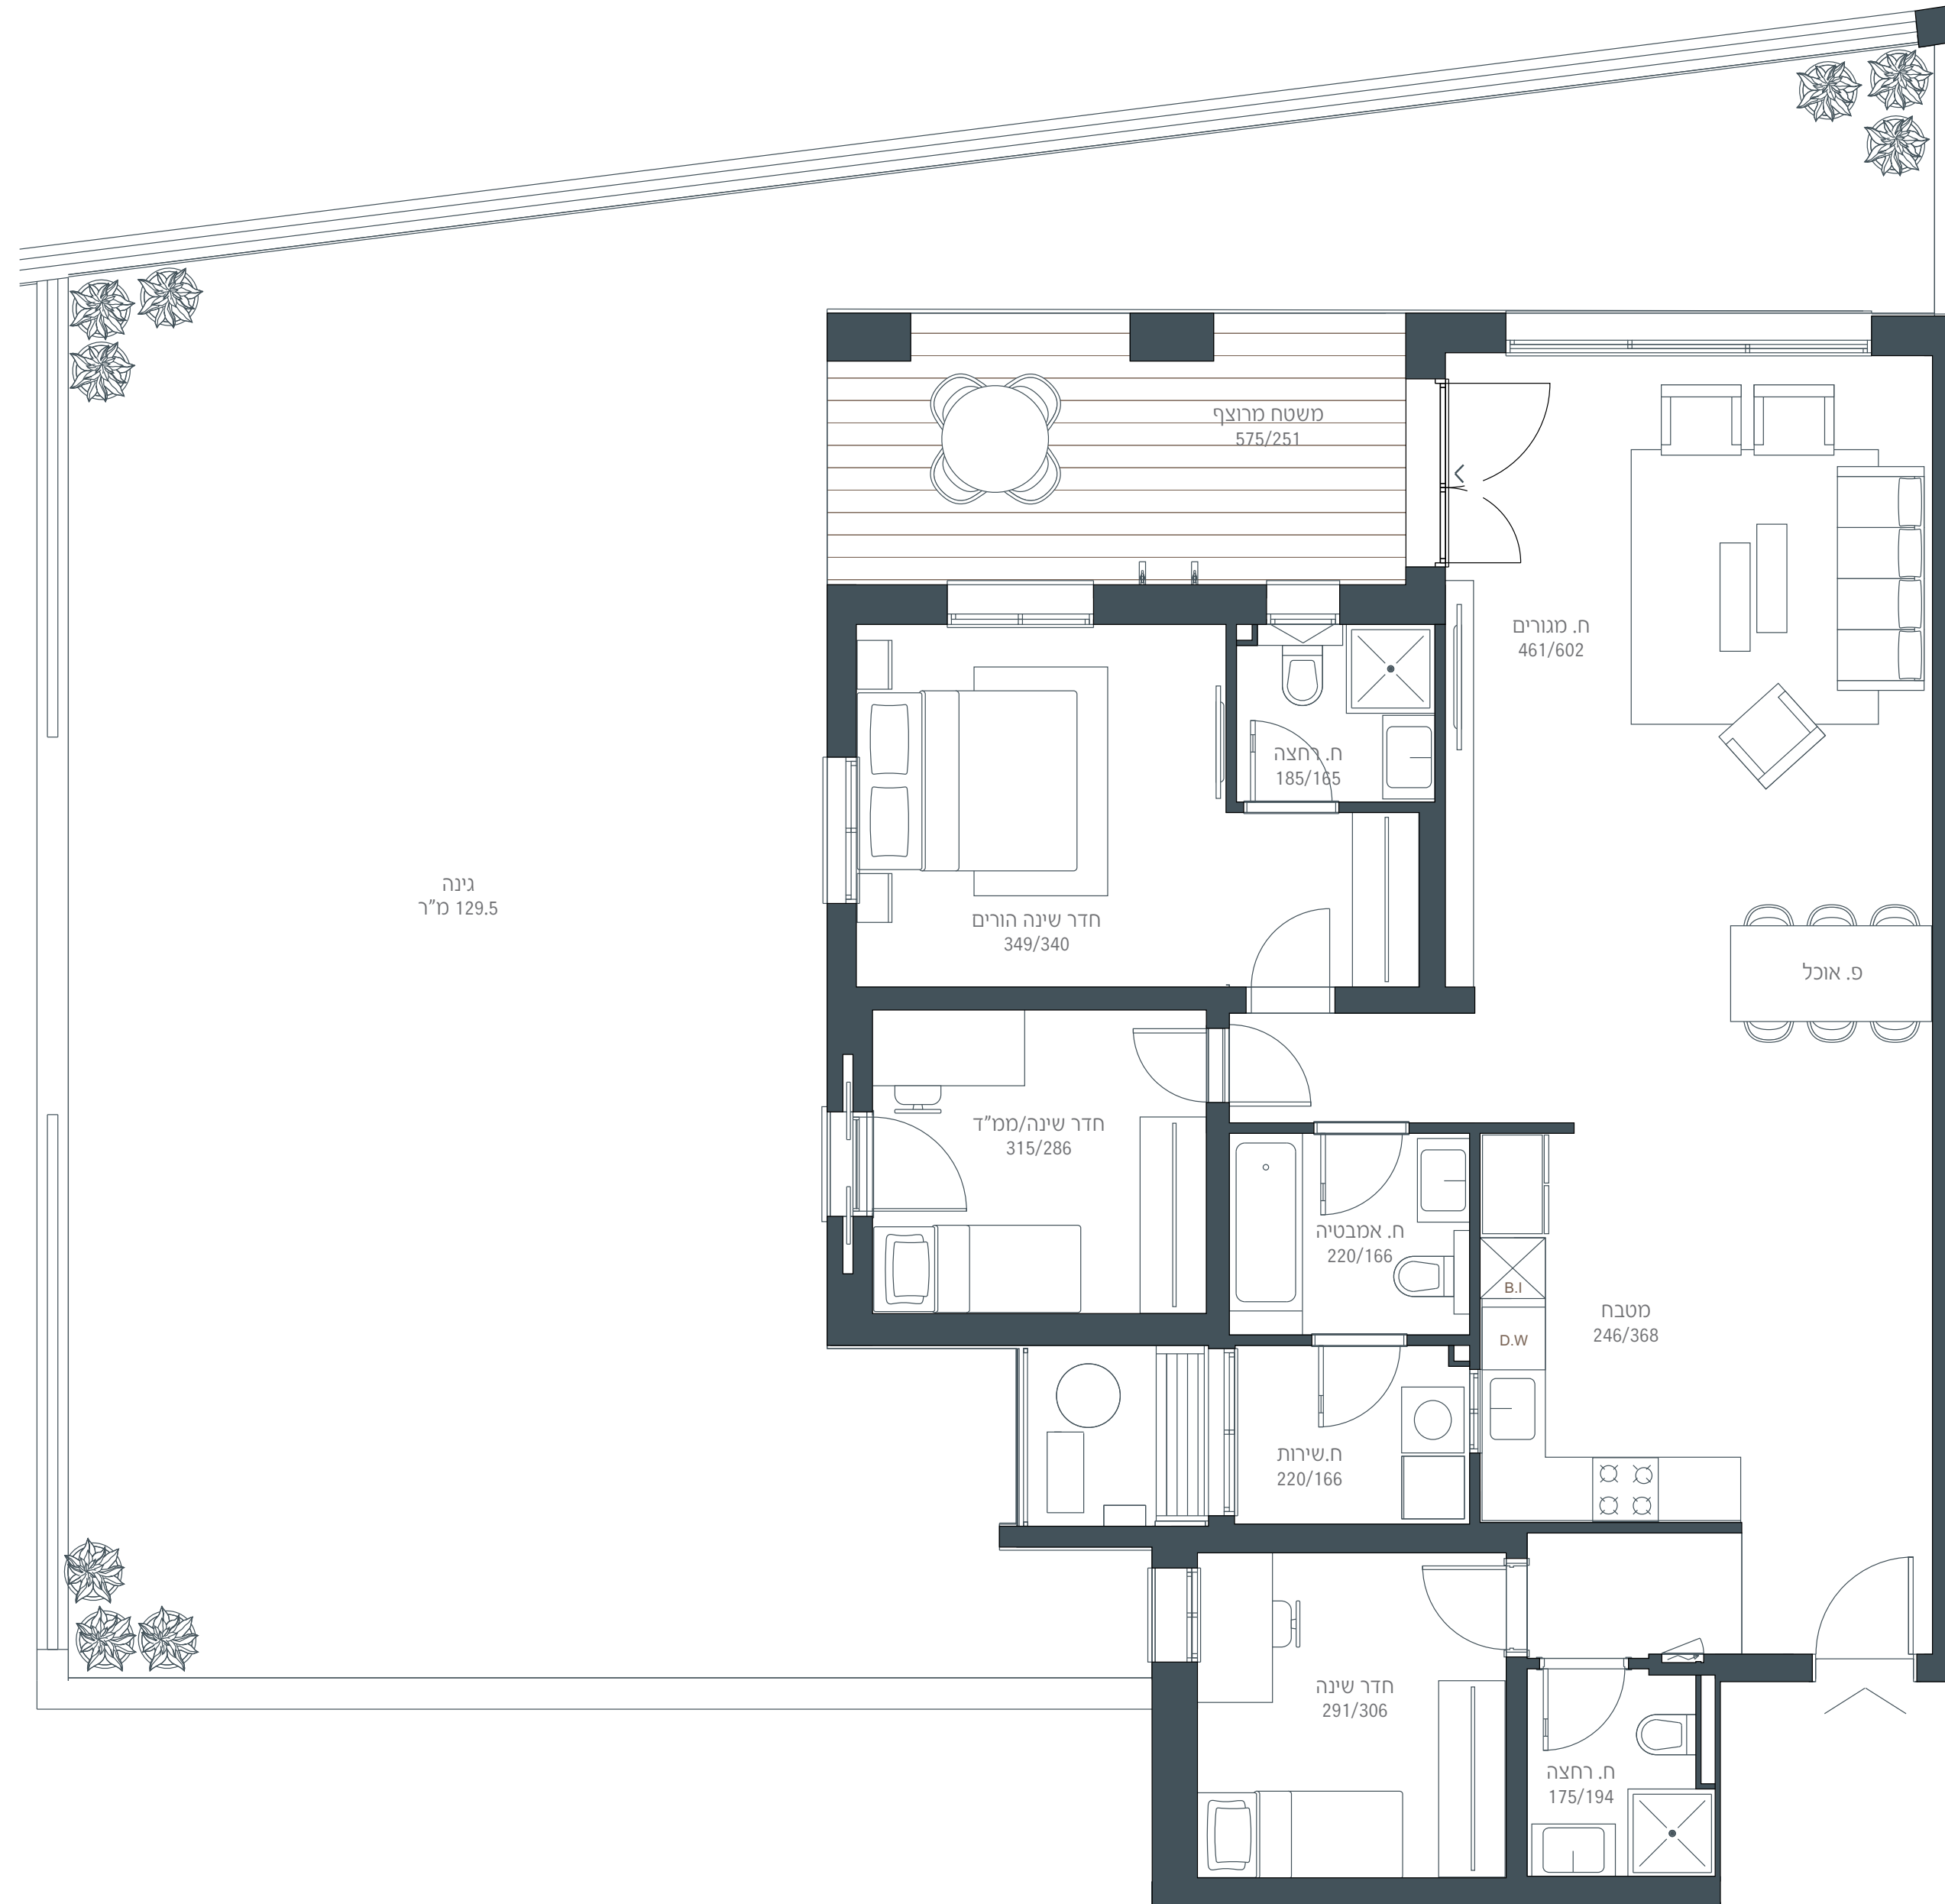 משטח מרוצף
575/251
ח. מגורים
461/602
ח. רחצה
185/165
גינה
129.5 מ"ר
חדר שינה הורים
349/340
פ. אוכל
חדר שינה/ממ"ד
315/286
ח. אמבטיה
220/166
B.I
D.W
מטבח
246/368
ח.שירות
220/166
חדר שינה
291/306
ח. רחצה
175/194